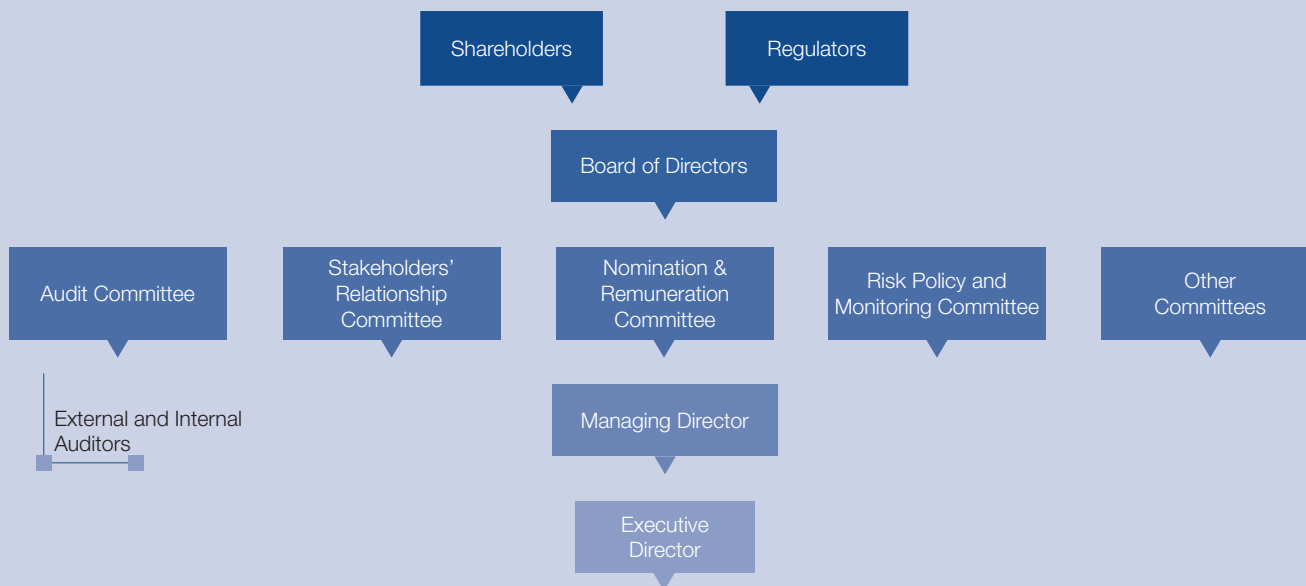 Shareholders
Regulators
Board of Directors
Audit Committee
Stakeholders’
Relationship
Committee
Nomination &
Remuneration
Committee
Risk Policy and
Monitoring Committee
Other
Committees
External and Internal
Auditors
Managing Director
Executive
Director